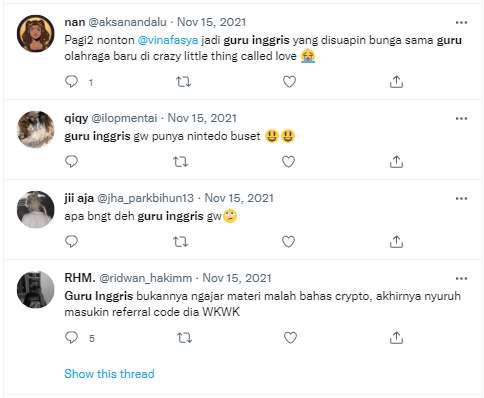 nan @aksanandalu · Nov 15, 2021
Pagi2 nonton @vinafasya jadi guru inggris yang disuapin bunga sama guru
olahraga baru di crazy little thing called love 😭
1
qiqy @ilopmentai · Nov 15, 2021
guru inggris gw punya nintedo buset 😃😃
jii aja @jha_parkbihun13 · Nov 15, 2021
apa bngt deh guru inggris gw🙄
RHM. @ridwan_hakimm · Nov 15, 2021
Guru Inggris bukannya ngajar materi malah bahas crypto, akhirnya nyuruh
masukin referral code dia WKWK
5
Show this thread